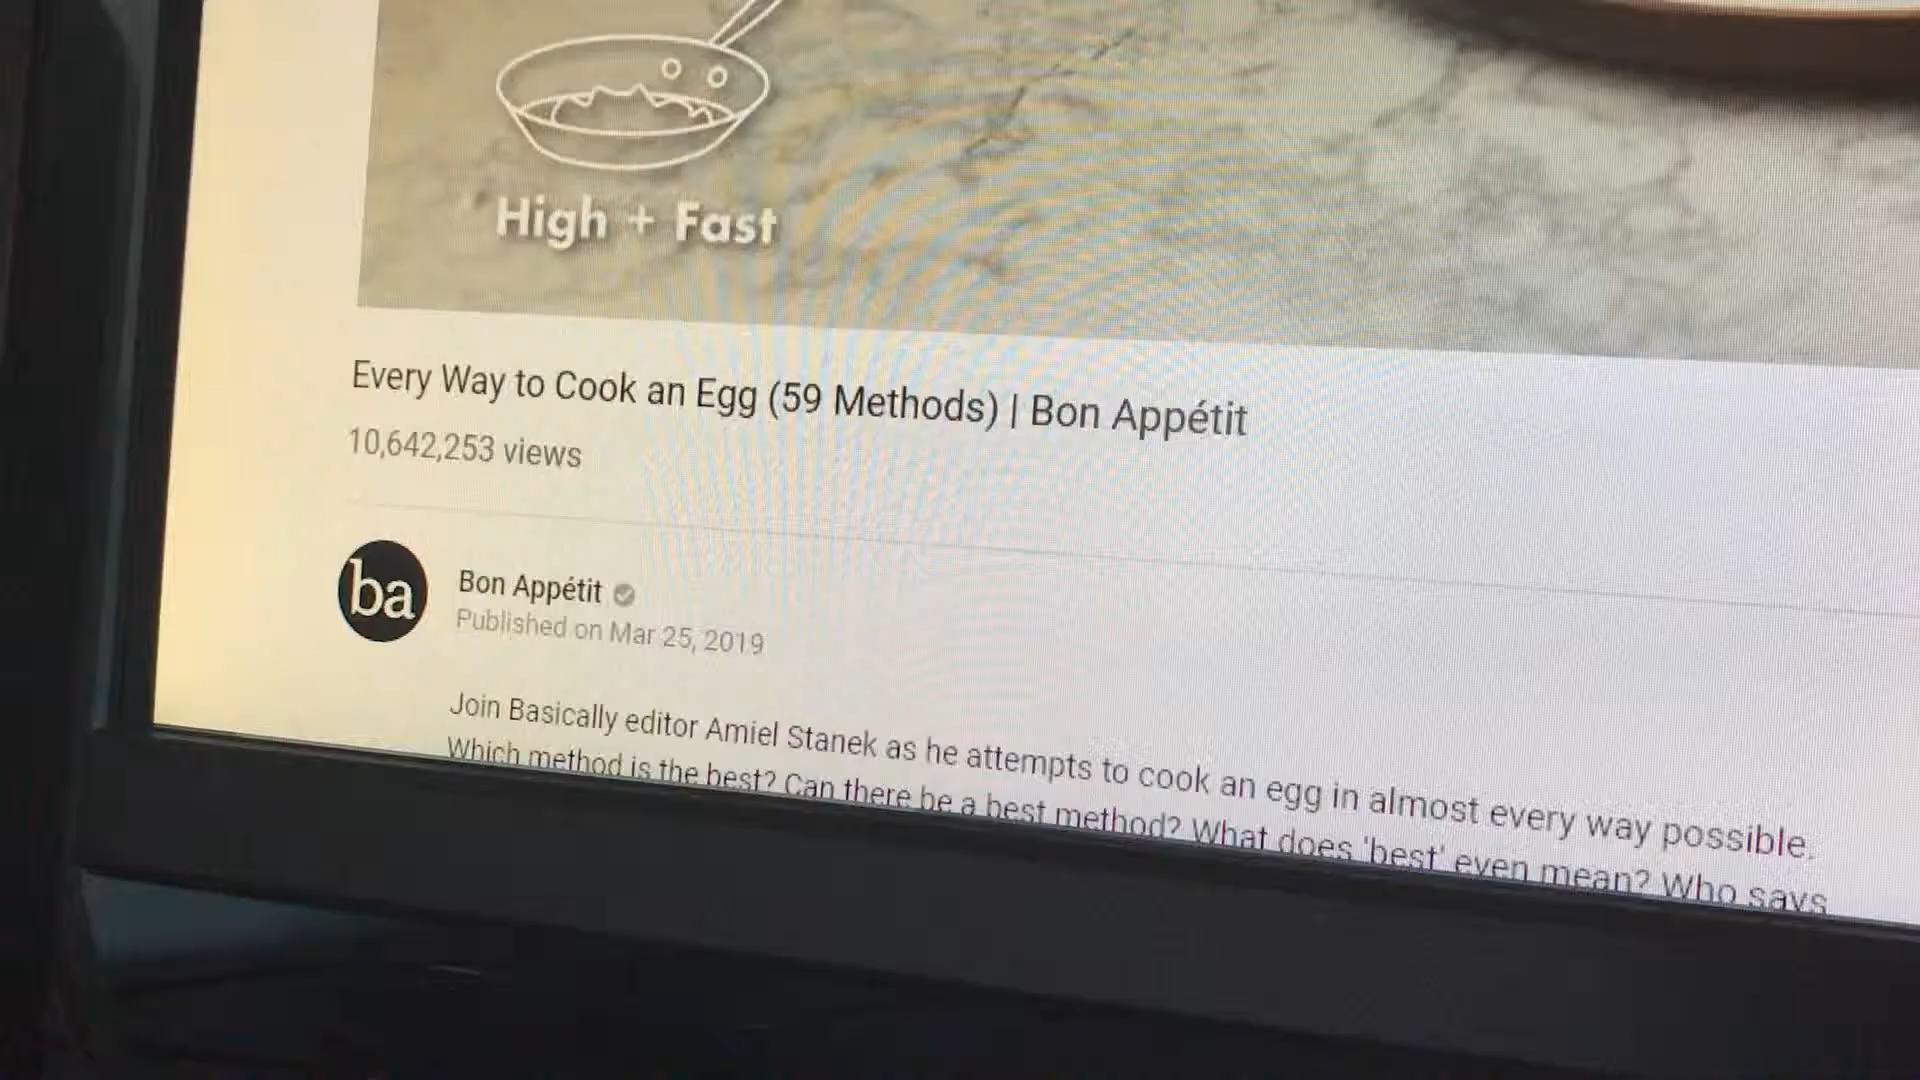 High + Fast
Every Way to Cook an Egg (59 Methods) | Bon Appétit
10,642,253 views
ba
Bon Appétit
Published on Mar 25, 2019
Join Basically editor Amiel Stanek as he attempts to cook an egg in almost every way possible.
Which method is the best? Can there be a best method? What does 'best' even mean? Who says